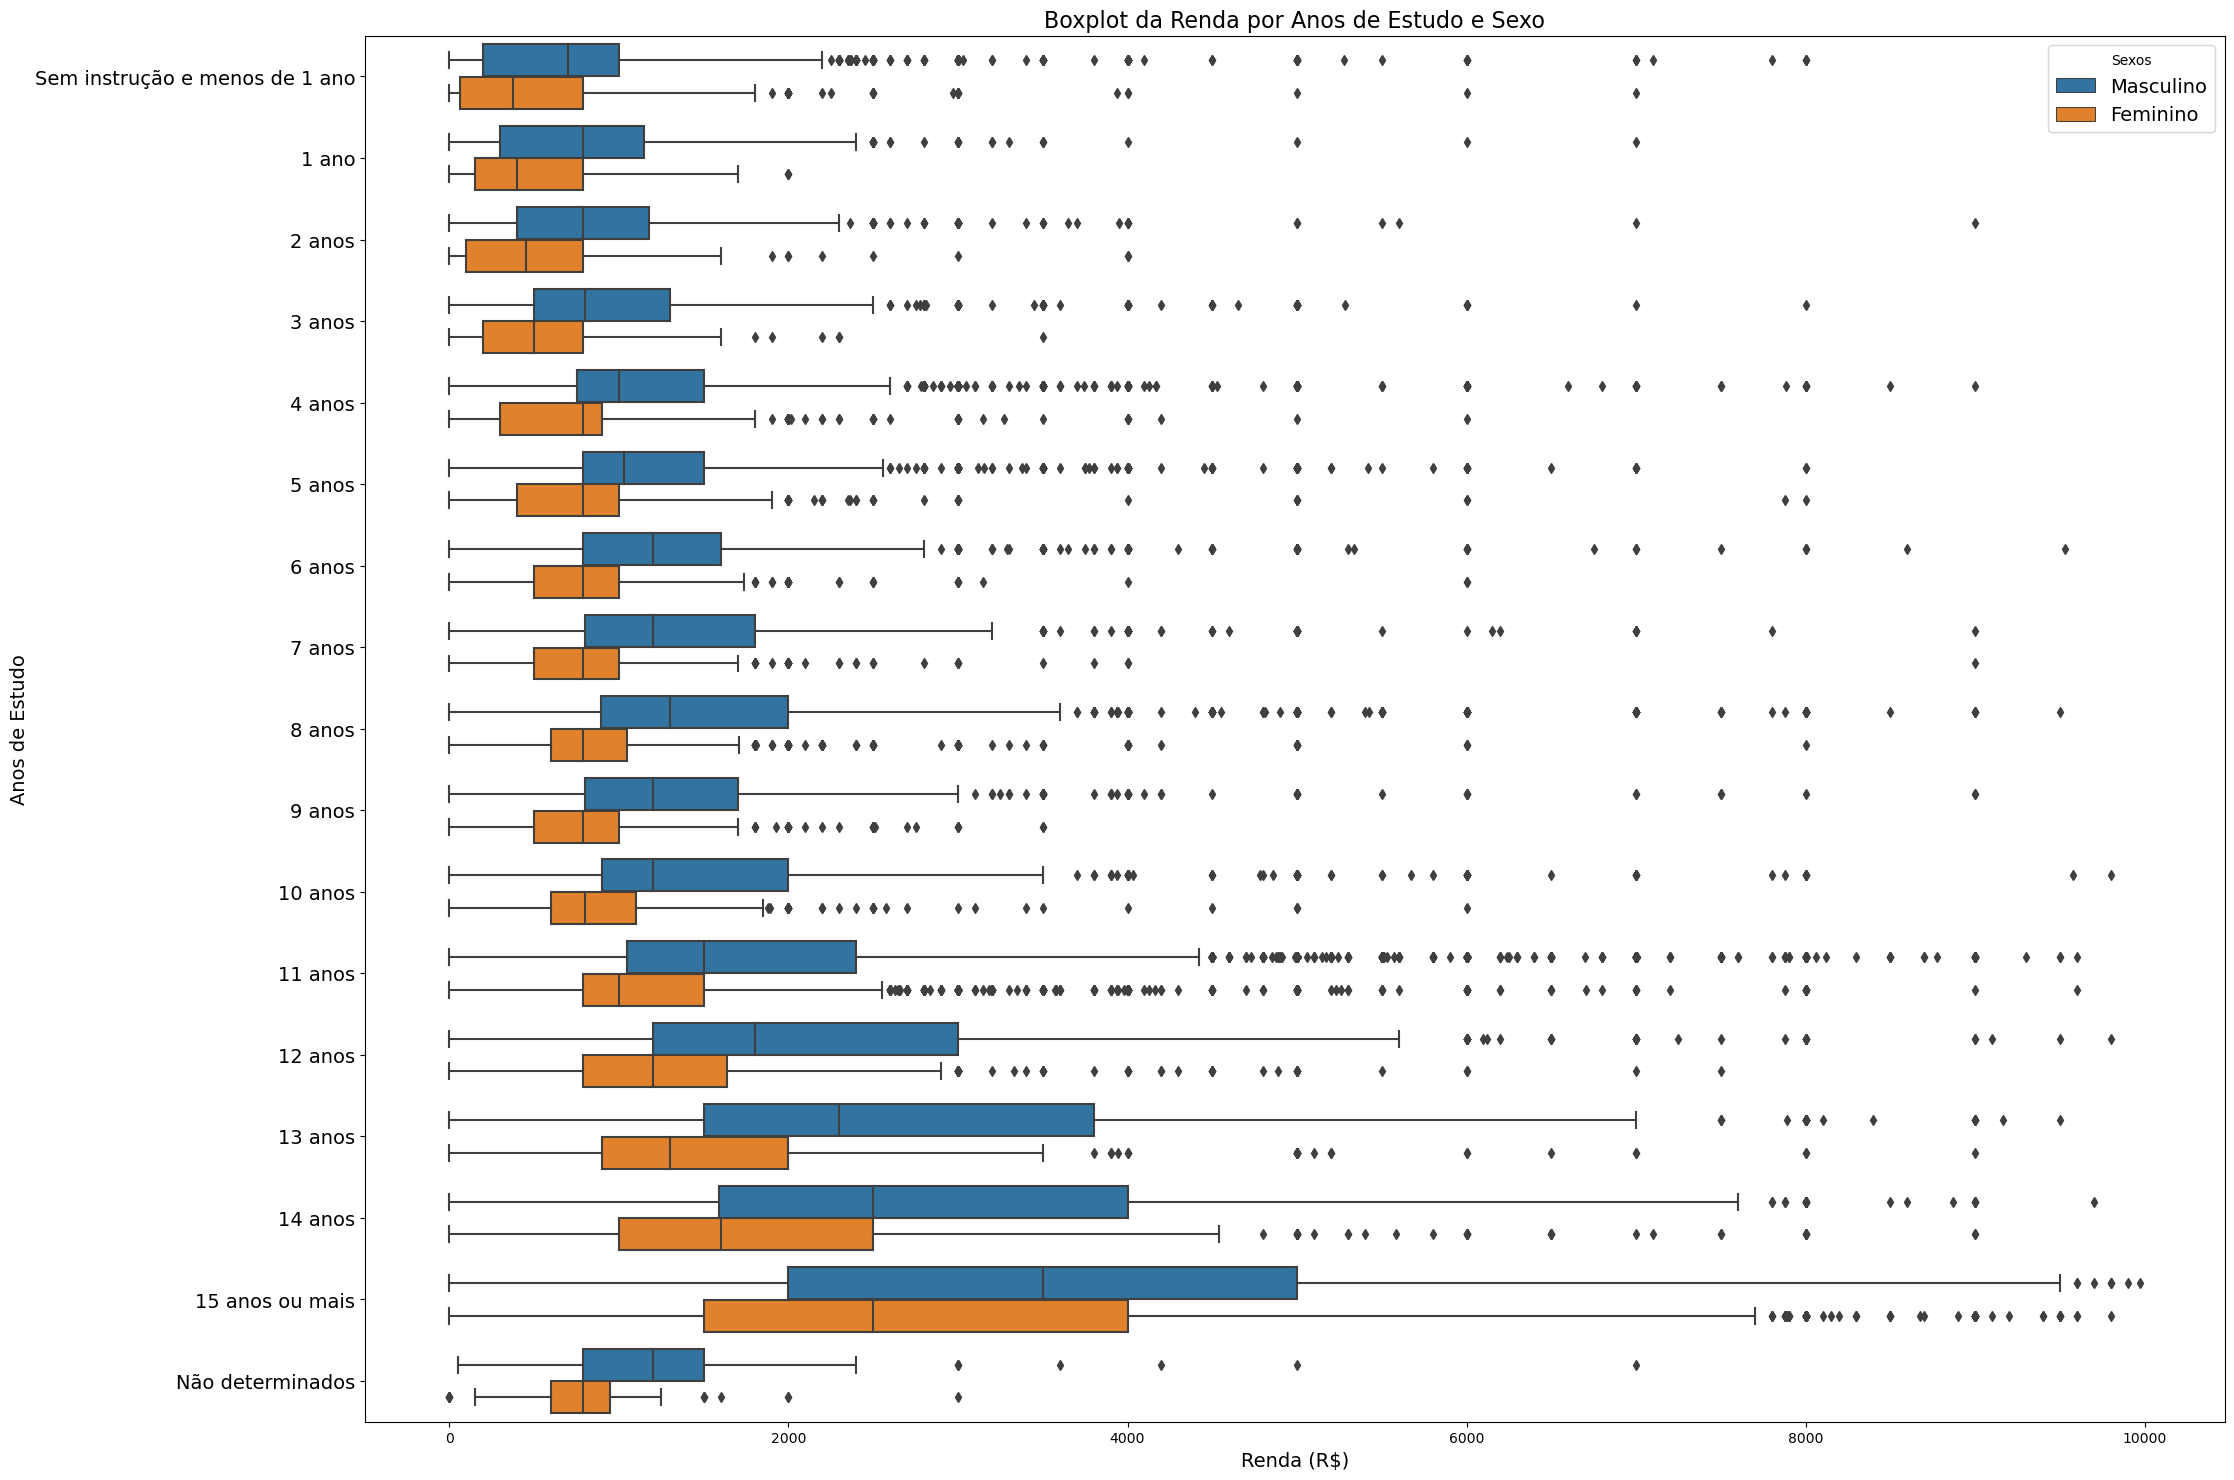 Boxplot da Renda por Anos de Estudo e Sexo
Sexos
Masculino
Feminino
Anos de Estudo
Sem instrução e menos de 1 ano
1 ano
2 anos
3 anos
4 anos
5 anos
6 anos
7 anos
8 anos
9 anos
10 anos
11 anos
12 anos
13 anos
14 anos
15 anos ou mais
Não determinados
0 2000 4000 6000 8000 10000
Renda (R$)